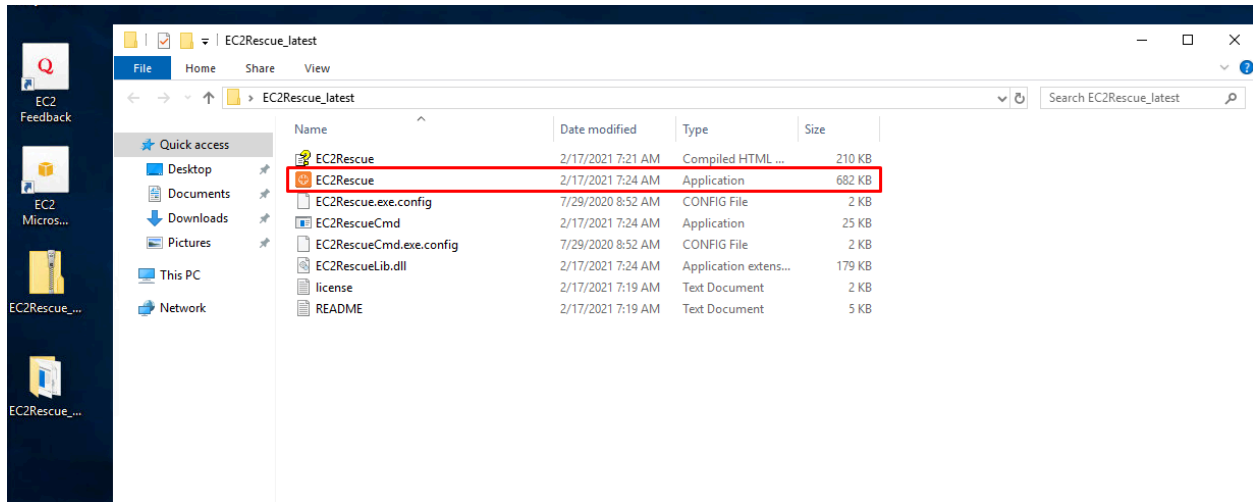 EC2Rescue_latest
File Home Share View
EC2Rescue_latest
Search EC2Rescue_latest
Name Date modified Type Size
Quick access
Desktop
Documents
Downloads
Pictures
This PC
Network
EC2Rescue 2/17/2021 7:21 AM Compiled HTML ... 210 KB
EC2Rescue 2/17/2021 7:24 AM Application 682 KB
EC2Rescue.exe.config 7/29/2020 8:52 AM CONFIG File 2 KB
EC2RescueCmd 2/17/2021 7:24 AM Application 25 KB
EC2RescueCmd.exe.config 7/29/2020 8:52 AM CONFIG File 2 KB
EC2RescueLib.dll 2/17/2021 7:24 AM Application extens... 179 KB
license 2/17/2021 7:19 AM Text Document 2 KB
README 2/17/2021 7:19 AM Text Document 5 KB
EC2
Feedback
EC2
Micros...
EC2Rescue_...
EC2Rescue_...